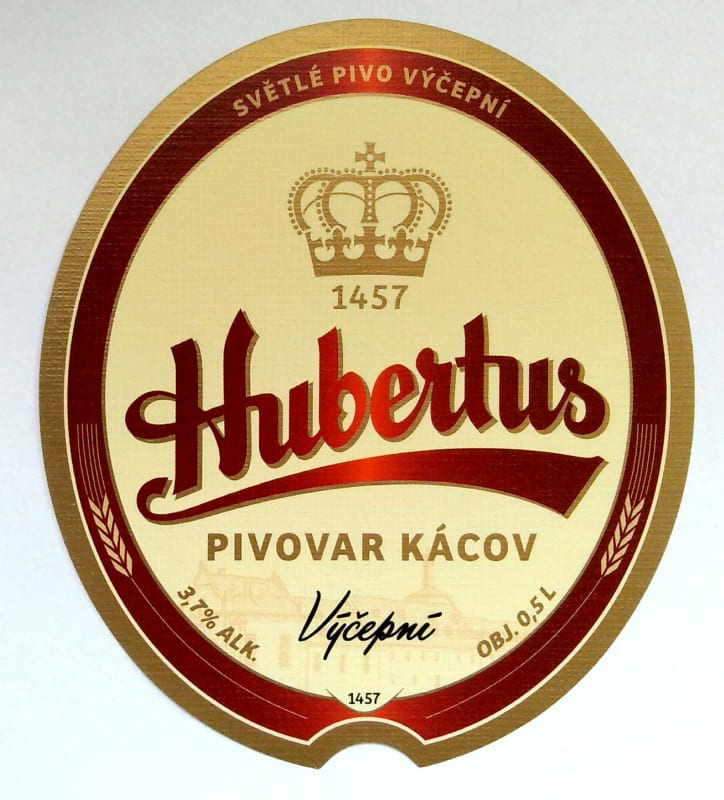 SVĚTLÉ PIVO VÝČEPNÍ
1457
Hubertus
PIVOVAR KÁCOV
3,7% ALK.
Výčepní
OBJ. 0,5 L
1457